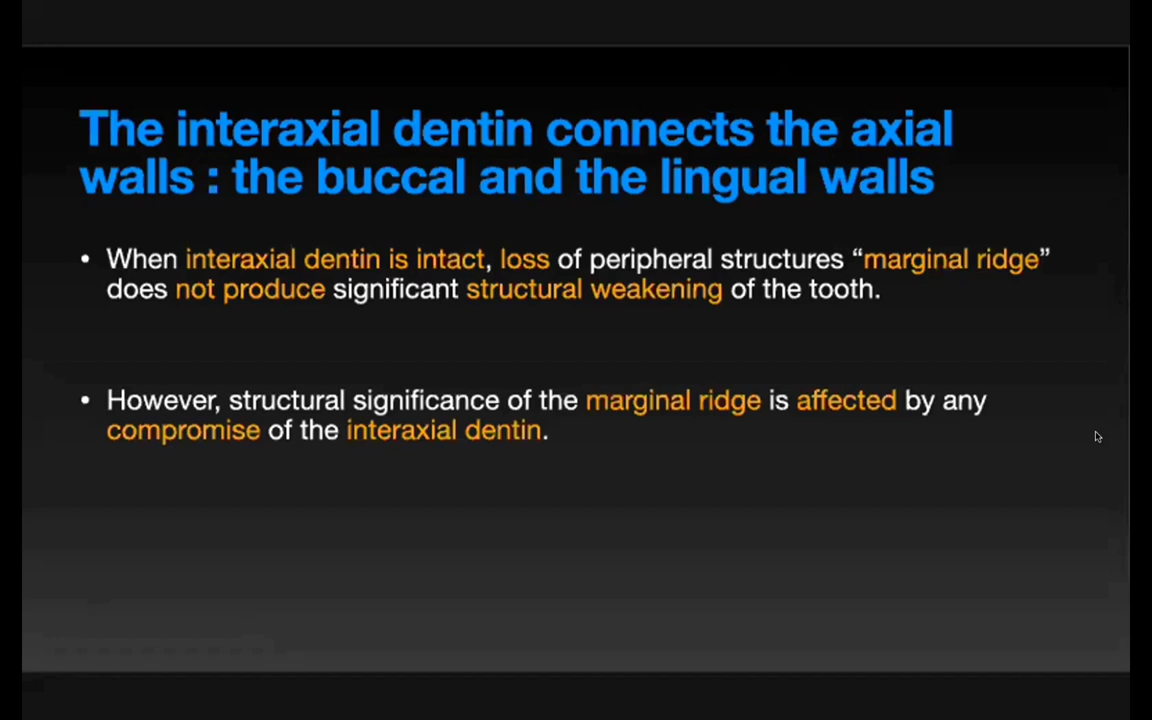 The interaxial dentin connects the axial
walls : the buccal and the lingual walls
• When interaxial dentin is intact, loss of peripheral structures “marginal ridge”
does not produce significant structural weakening of the tooth.
• However, structural significance of the marginal ridge is affected by any
compromise of the interaxial dentin.